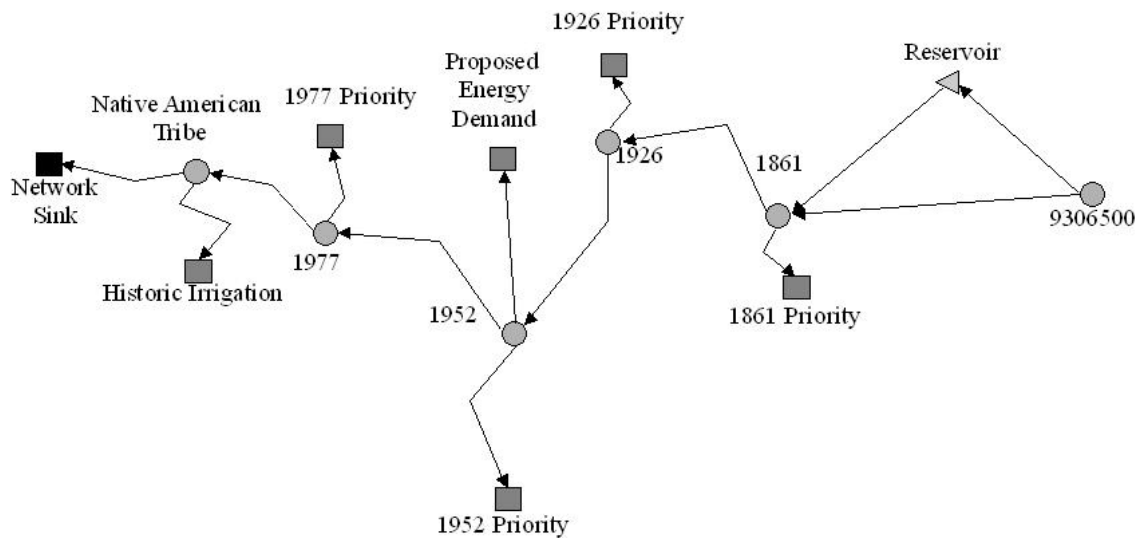 1926 Priority
Reservoir
Proposed
Energy
Demand
1977 Priority
Native American
Tribe
1926
1861
Network
Sink
9306500
1977
Historic Irrigation
1952
1861 Priority
1952 Priority